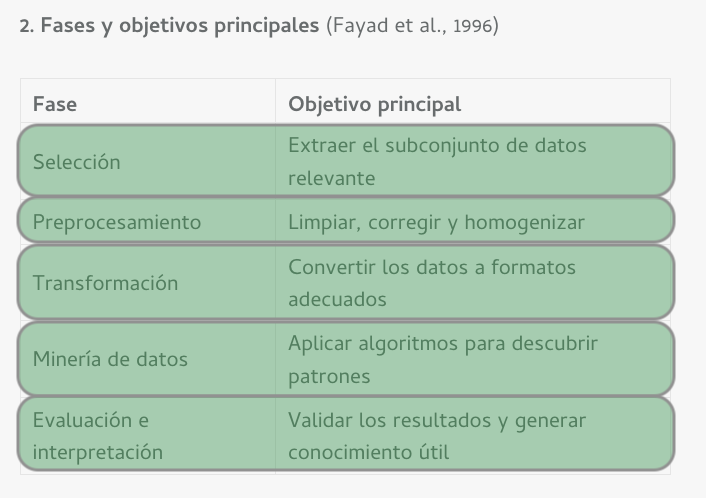 2. Fases y objetivos principales (Fayad et al., 1996)
Fase
Objetivo principal
Selección
Extraer el subconjunto de datos
relevante
Preprocesamiento
Limpiar, corregir y homogenizar
Transformación
Convertir los datos a formatos
adecuados
Minería de datos
Aplicar algoritmos para descubrir
patrones
Evaluación e
interpretación
Validar los resultados y generar
conocimiento útil